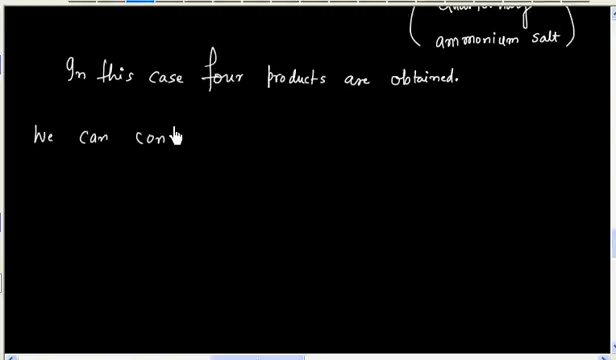 ammonium salt
In this case four products are obtained.
We can con